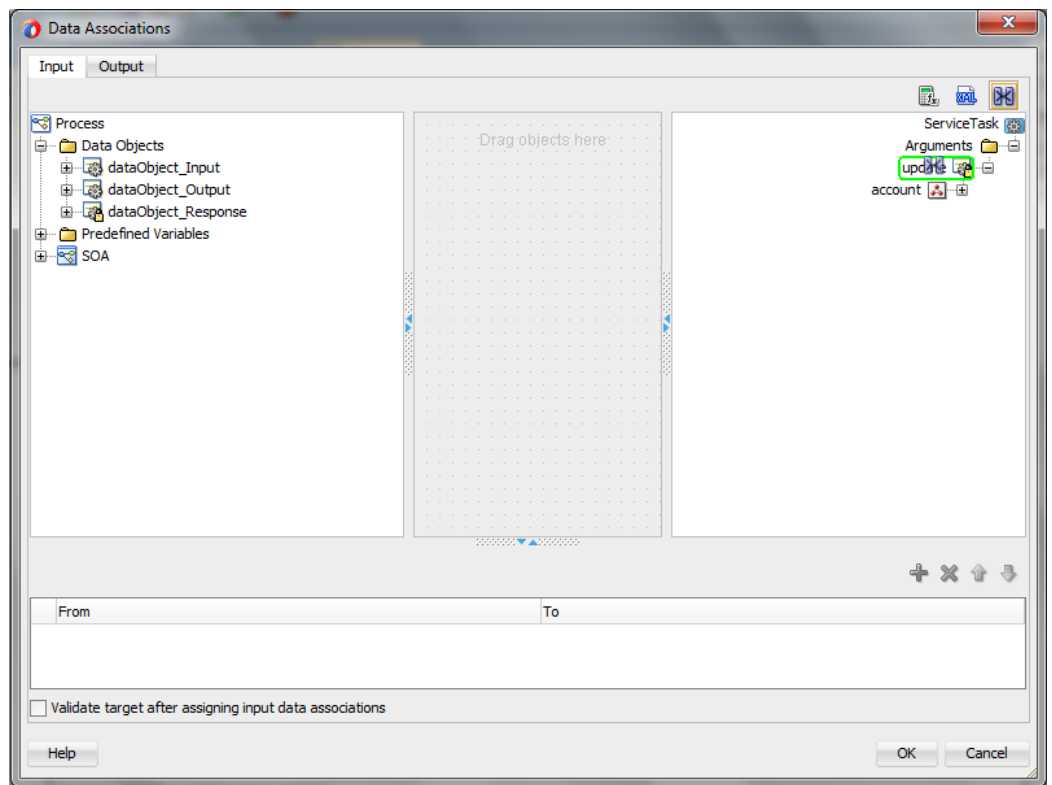 Data Associations
Input Output
Process
Data Objects
dataObject_Input
dataObject_Output
dataObject_Response
Predefined Variables
SOA
Drag objects here
ServiceTask
Arguments
account
From To
Validate target after assigning input data associations
Help OK Cancel